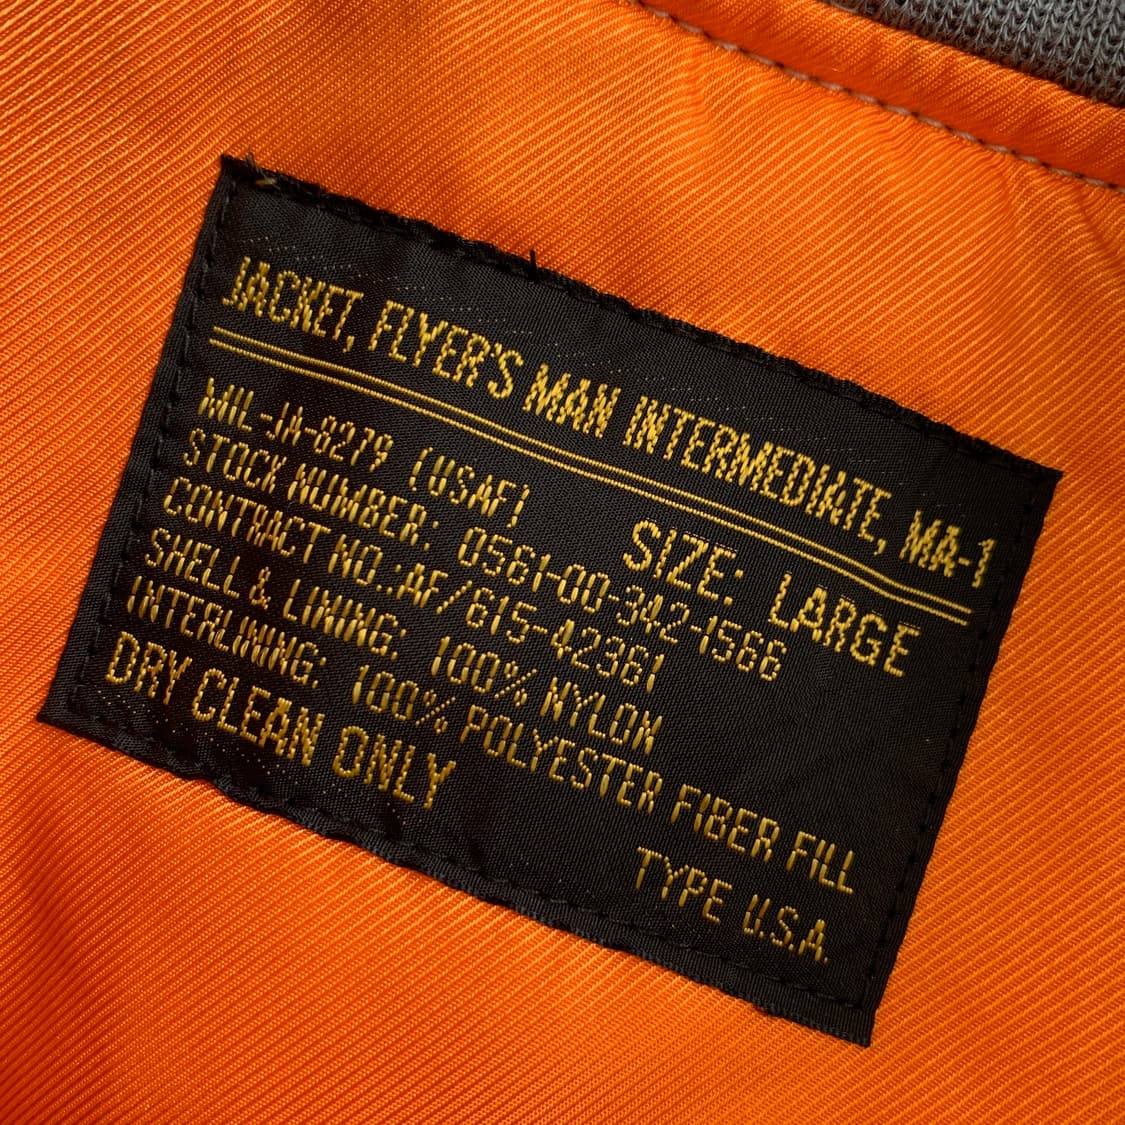 JACKET, FLYER'S MAN INTERMEDIATE, MA-1
MIL-JA-8279 (USAF)
SIZE: LARGE
STOCK NUMBER: 0561-00-342-1566
CONTRACT NO.:AF/615-42361
SHELL & LINING: 100% NYLON
INTERLINING: 100% POLYESTER FIBER FILL
DRY CLEAN ONLY
TYPE U.S.A.